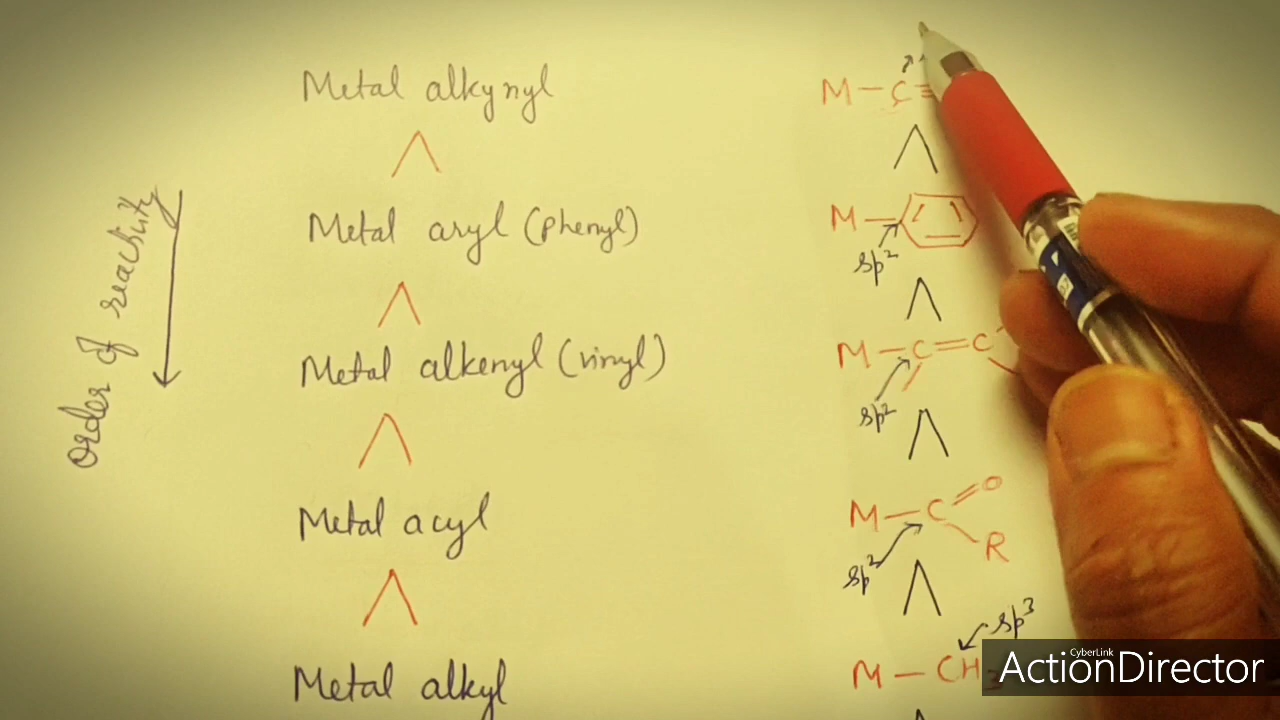 Metal alkynyl
M-C≡
Metal aryl (phenyl)
M-
sp²
Metal alkenyl (vinyl)
M-C=C
sp²
Metal acyl
M-C=O
R
sp²
sp³
Metal alkyl
M-CH3
order of reactivity
CyberLink
ActionDirector